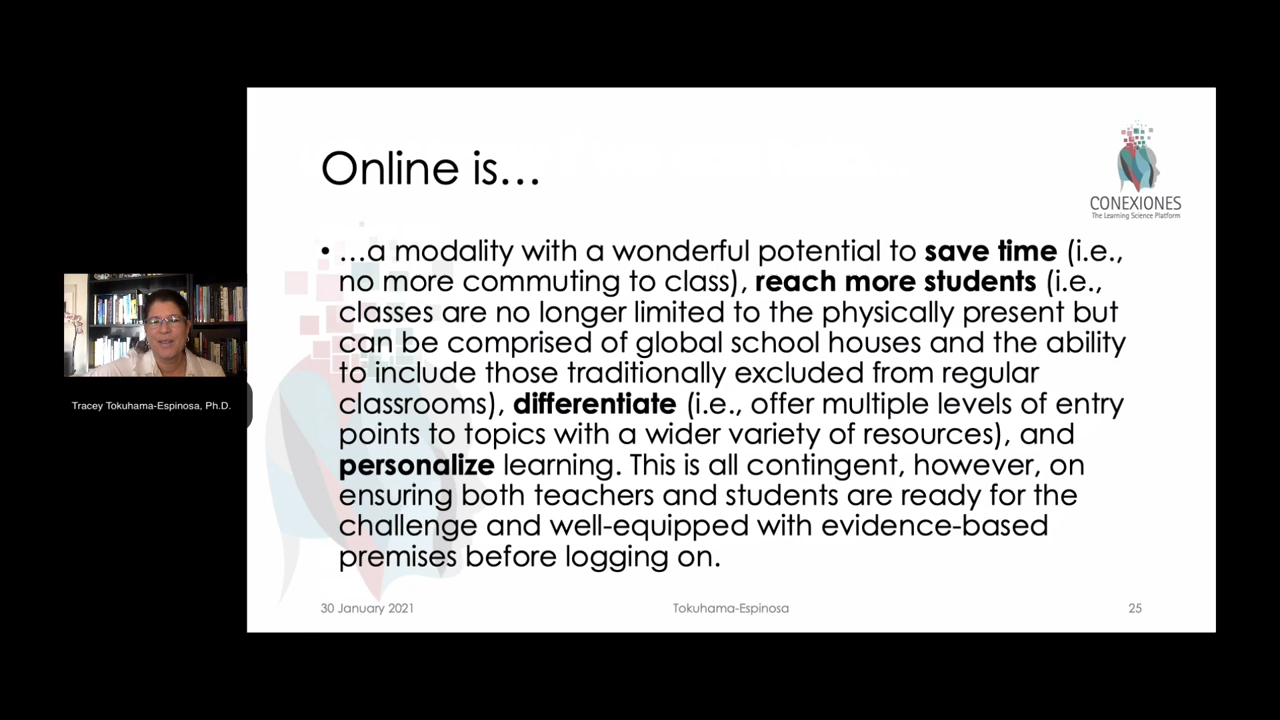 Online is…
• …a modality with a wonderful potential to save time (i.e.,
no more commuting to class), reach more students (i.e.,
classes are no longer limited to the physically present but
can be comprised of global school houses and the ability
to include those traditionally excluded from regular
classrooms), differentiate (i.e., offer multiple levels of entry
points to topics with a wider variety of resources), and
personalize learning. This is all contingent, however, on
ensuring both teachers and students are ready for the
challenge and well-equipped with evidence-based
premises before logging on.
CONEXIONES
The Learning Science Platform
Tracey Tokuhama-Espinosa, Ph.D.
30 January 2021
Tokuhama-Espinosa
25